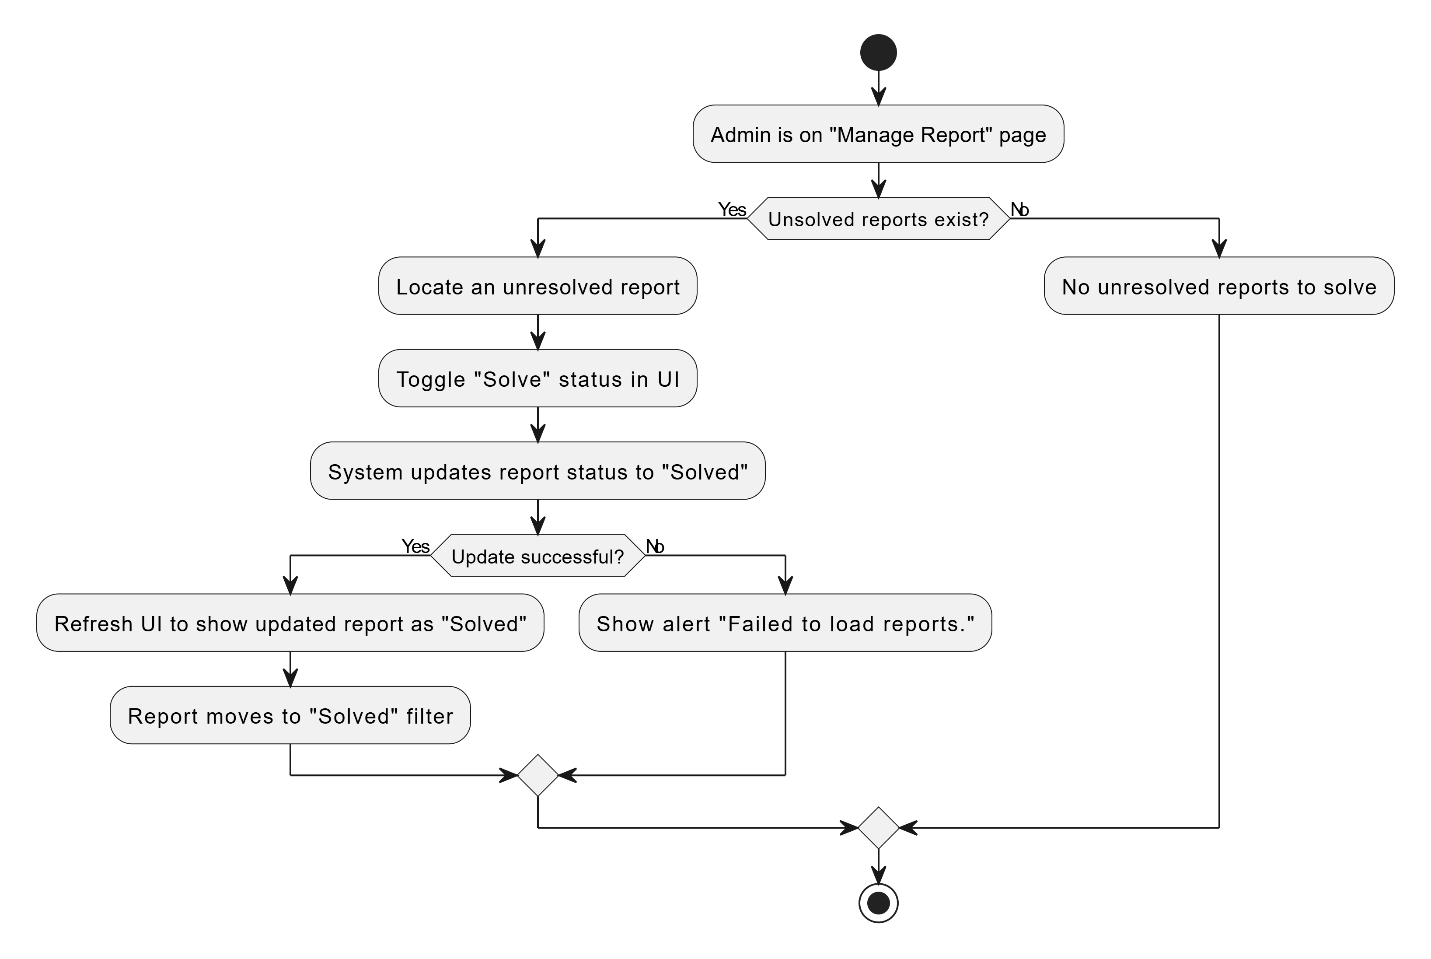 Admin is on "Manage Report" page
Yes
Unsolved reports exist?
No
Locate an unresolved report
No unresolved reports to solve
Toggle "Solve" status in UI
System updates report status to "Solved"
Yes
Update successful?
No
Refresh UI to show updated report as "Solved"
Show alert "Failed to load reports."
Report moves to "Solved" filter